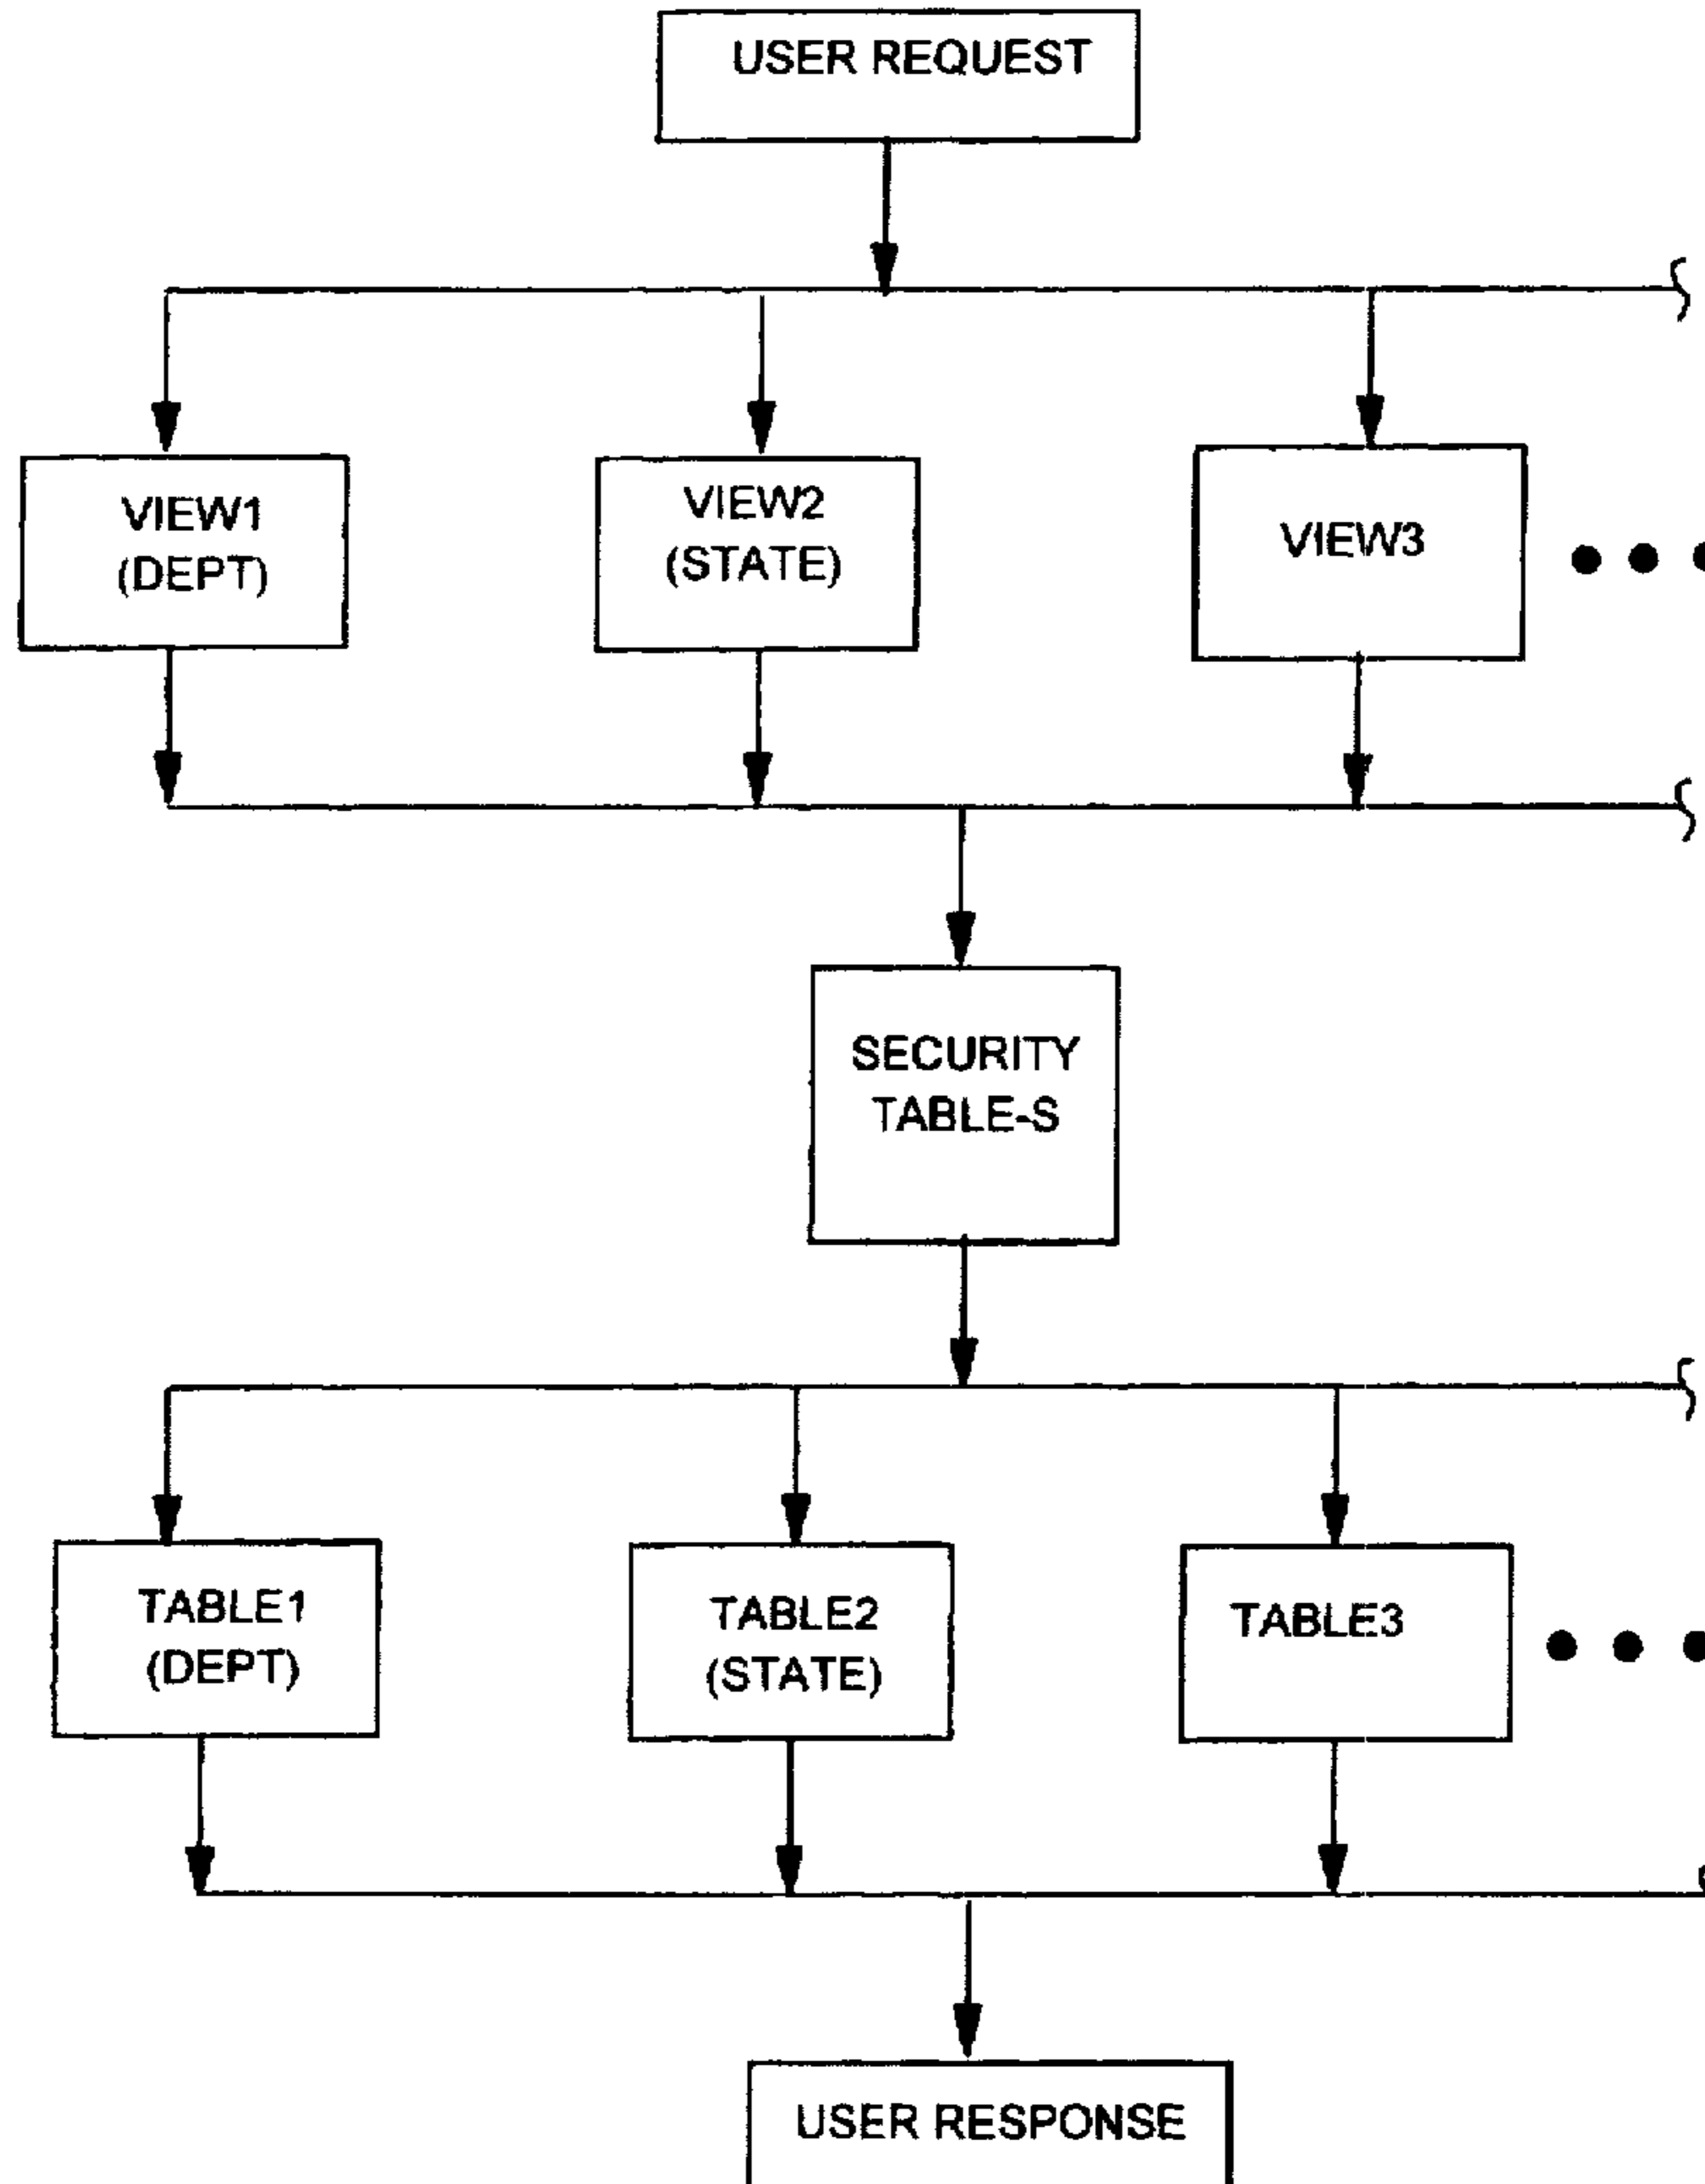 USER REQUEST
VIEW1
(DEPT)
VIEW2
(STATE)
VIEW3
SECURITY
TABLE-S
TABLE1
(DEPT)
TABLE2
(STATE)
TABLE3
USER RESPONSE